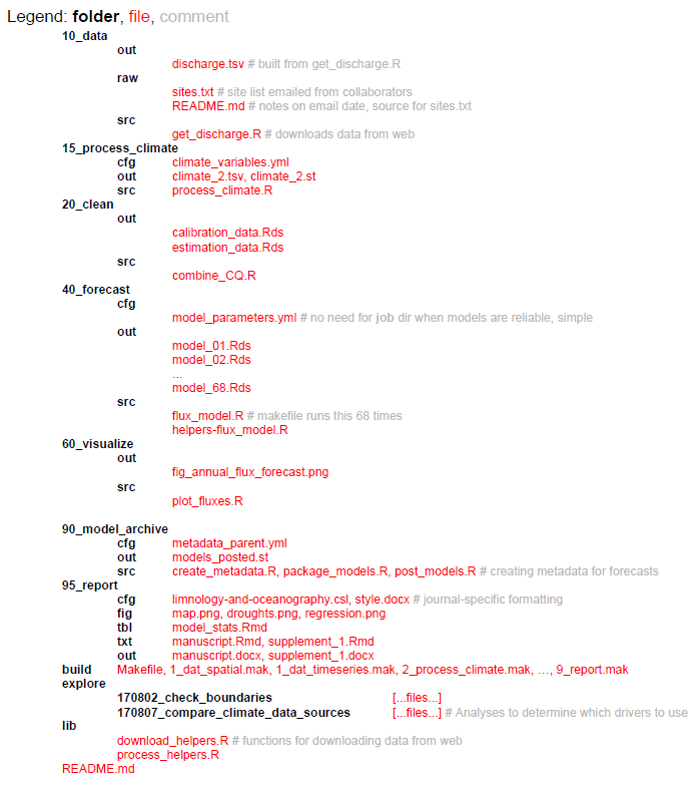 Legend: folder, file, comment
10_data
out
discharge.tsv # built from get_discharge.R
raw
sites.txt # site list emailed from collaborators
README.md # notes on email date, source for sites.txt
src
get_discharge.R # downloads data from web
15_process_climate
cfg climate_variables.yml
out climate_2.tsv, climate_2.st
src process_climate.R
20_clean
out
calibration_data.Rds
estimation_data.Rds
src
combine_CQ.R
40_forecast
cfg
model_parameters.yml # no need for job dir when models are reliable, simple
out
model_01.Rds
model_02.Rds
...
model_68.Rds
src
flux_model.R # makefile runs this 68 times
helpers-flux_model.R
60_visualize
out
fig_annual_flux_forecast.png
src
plot_fluxes.R
90_model_archive
cfg metadata_parent.yml
out models_posted.st
src create_metadata.R, package_models.R, post_models.R # creating metadata for forecasts
95_report
cfg limnology-and-oceanography.csl, style.docx # journal-specific formatting
fig map.png, droughts.png, regression.png
tbl model_stats.Rmd
txt manuscript.Rmd, supplement_1.Rmd
out manuscript.docx, supplement_1.docx
build Makefile, 1_dat_spatial.mak, 1_dat_timeseries.mak, 2_process_climate.mak, …, 9_report.mak
explore
170802_check_boundaries [...files...]
170807_compare_climate_data_sources [...files...] # Analyses to determine which drivers to use
lib
download_helpers.R # functions for downloading data from web
process_helpers.R
README.md